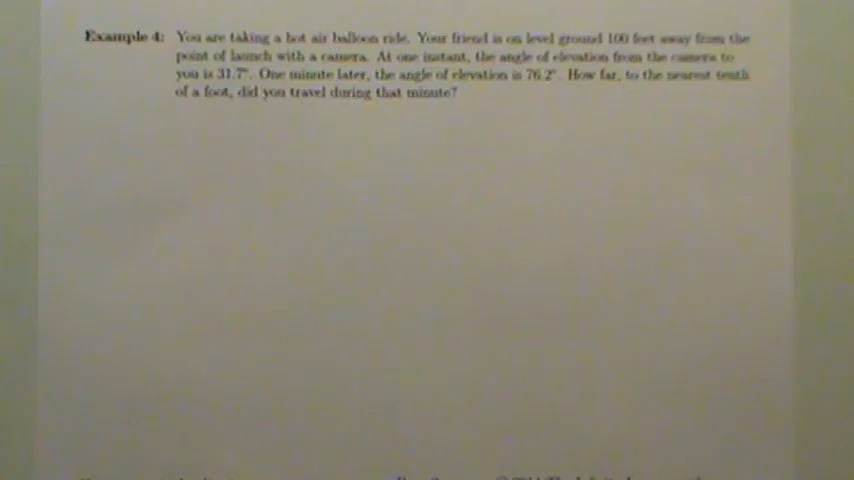 Example 4: You are taking a hot air balloon ride. Your friend is on level ground 100 feet away from the
point of launch with a camera. At one instant, the angle of elevation from the camera to
you is 31.7°. One minute later, the angle of elevation is 76.2°. How far, to the nearest tenth
of a foot, did you travel during that minute?